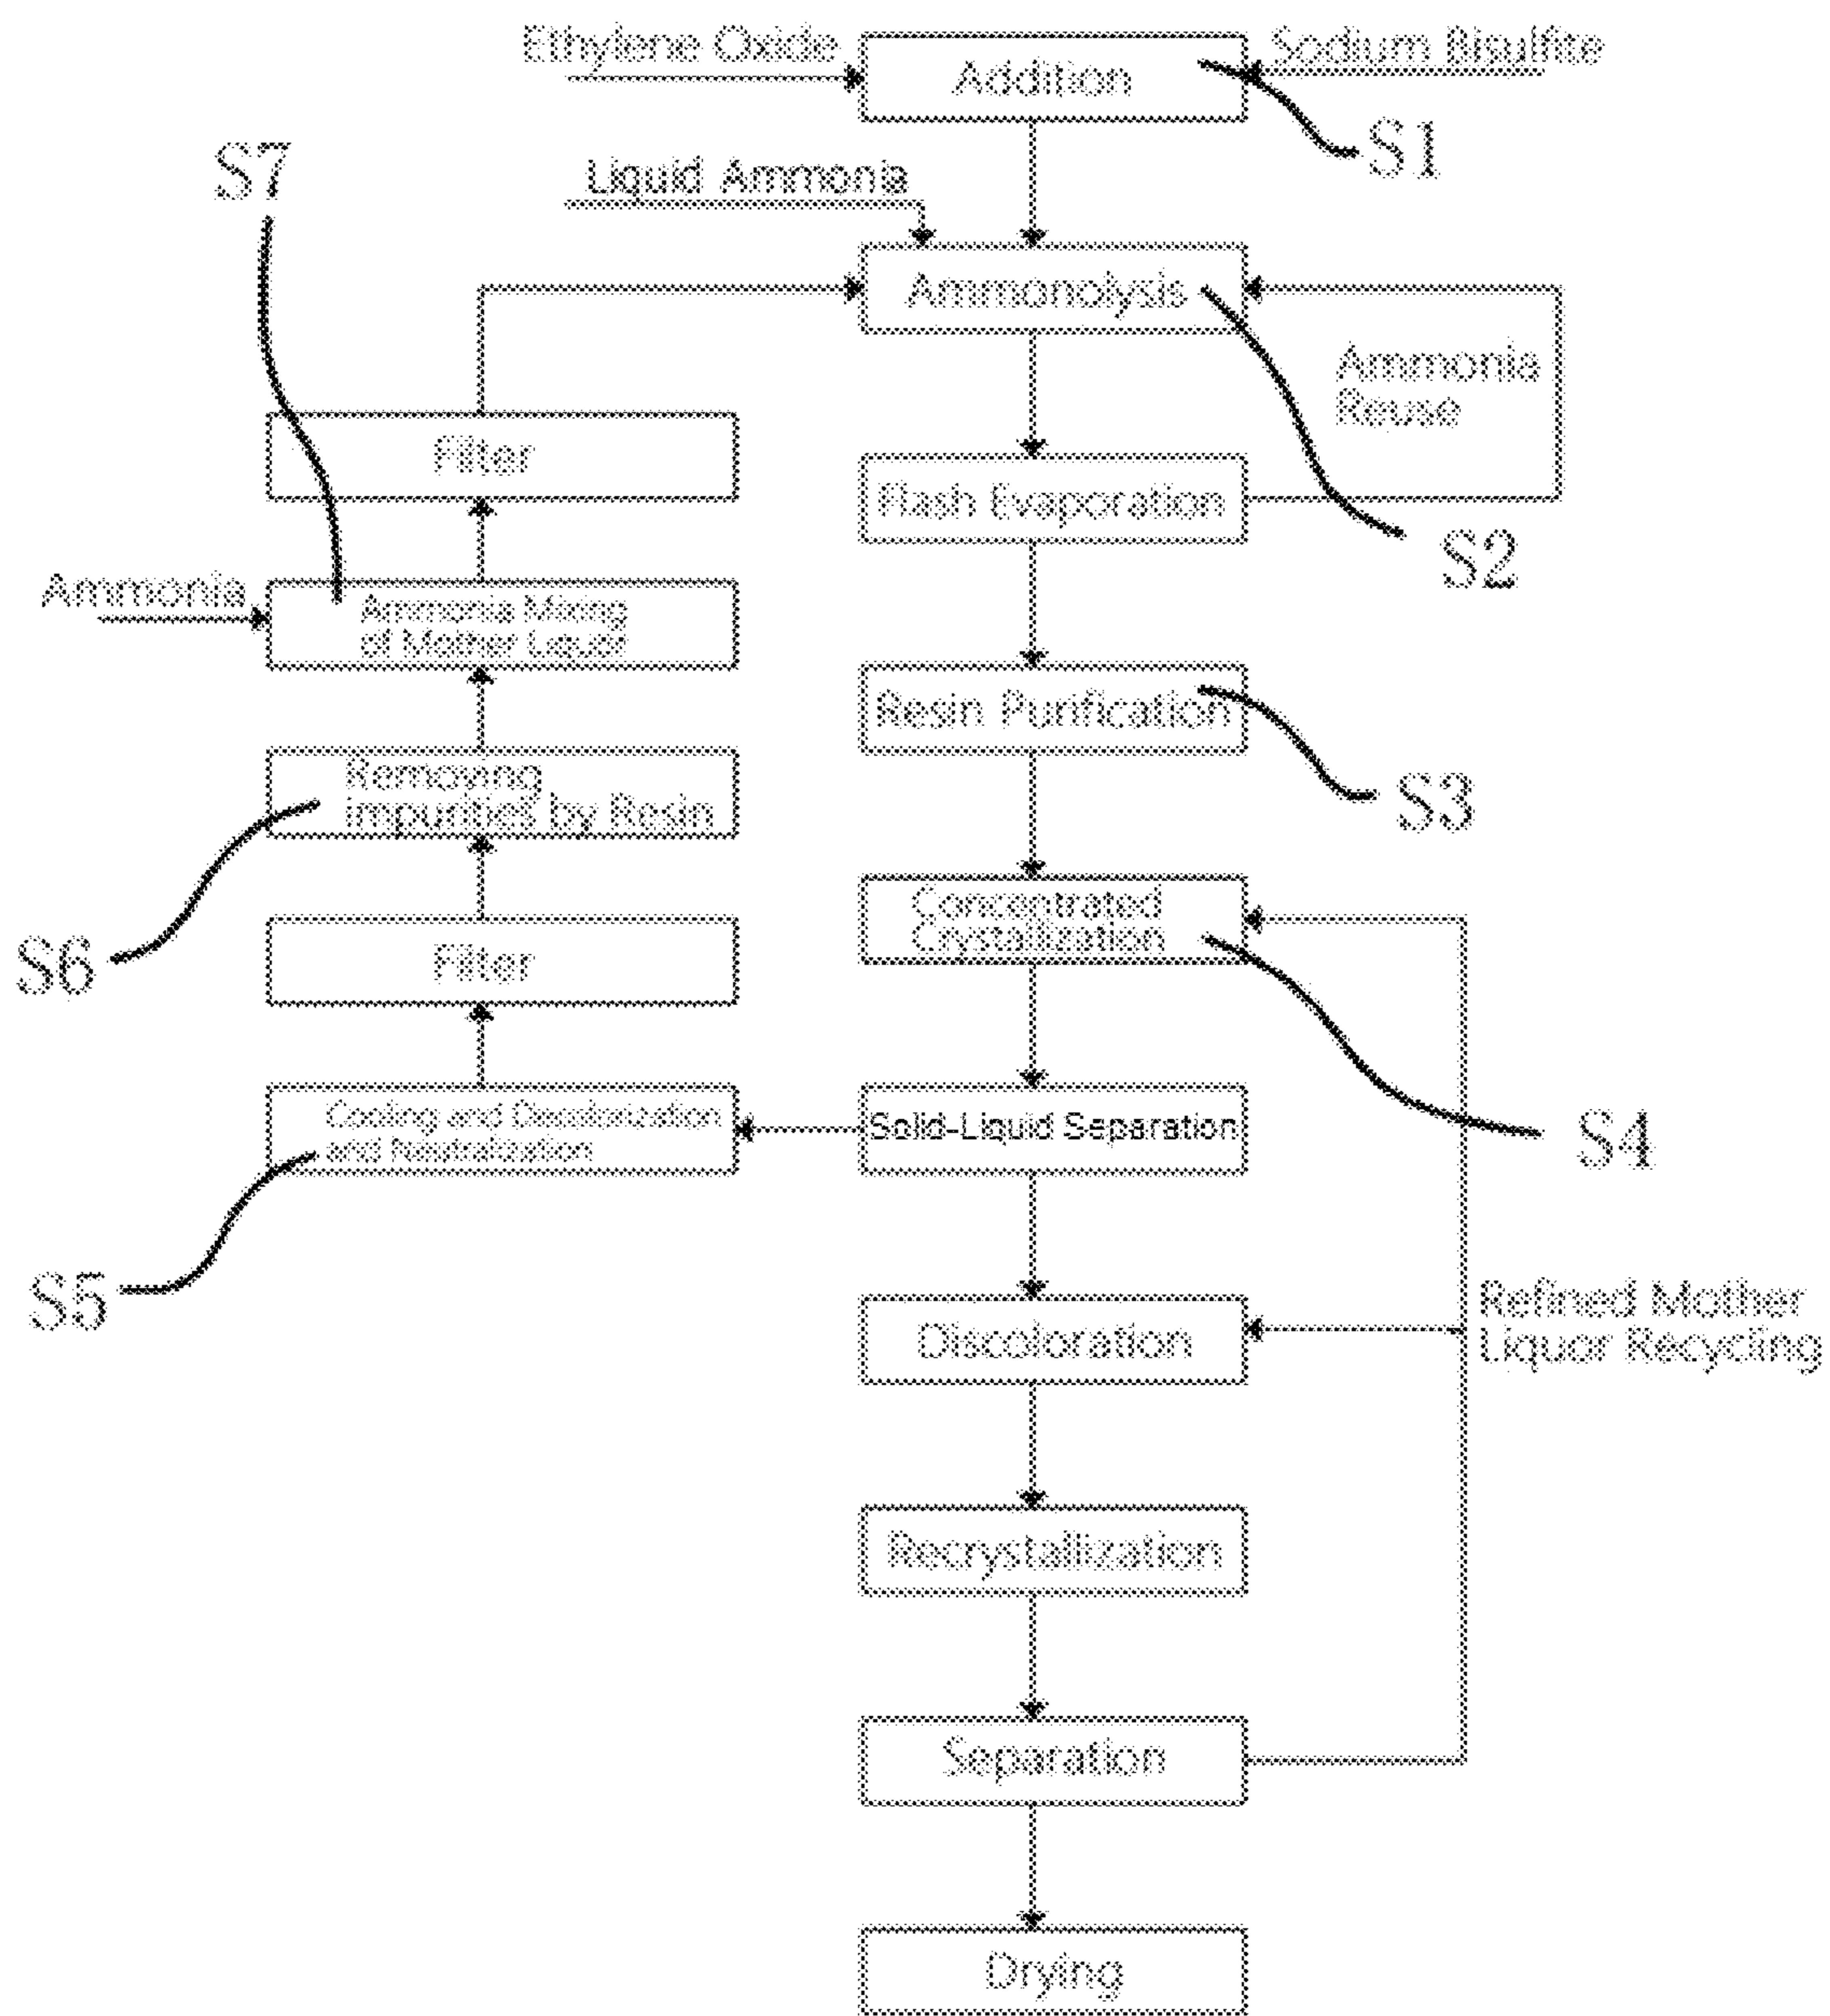 Ethylene Oxide
Addition
Sodium Bisulfite
S1
S7
Liquid Ammonia
Ammonolysis
Ammonia
Reuse
Filter
Flash Evaporation
S2
Ammonia
Ammonia Mixing
of Mother Liquor
Resin Purification
Removing
impurities by Resin
S3
Concentrated
Crystallization
S6
Filter
Cooling and Discolorization
and Neutralization
Solid-Liquid Separation
S4
S5
Discoloration
Refined Mother
Liquor Recycling
Recrystallization
Separation
Drying